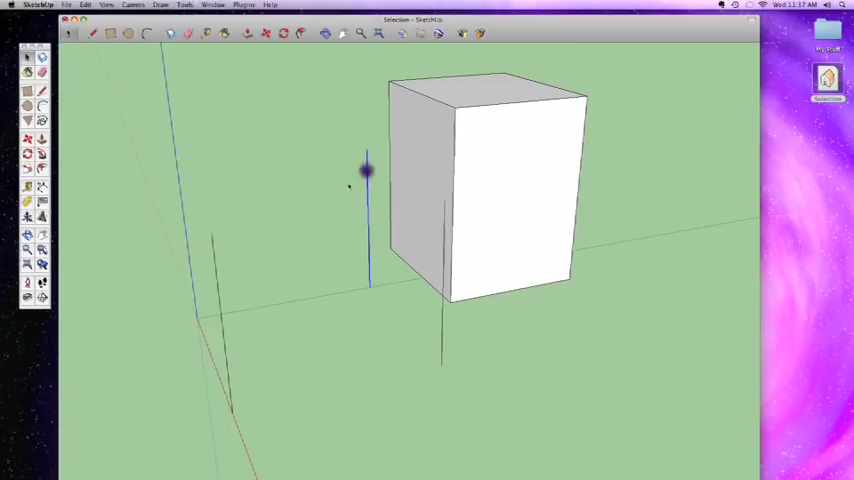 SketchUp File Edit View Camera Draw Tools Window Plugins Help Wed 11:37 AM
Selection - SketchUp
My Stuff
Selection